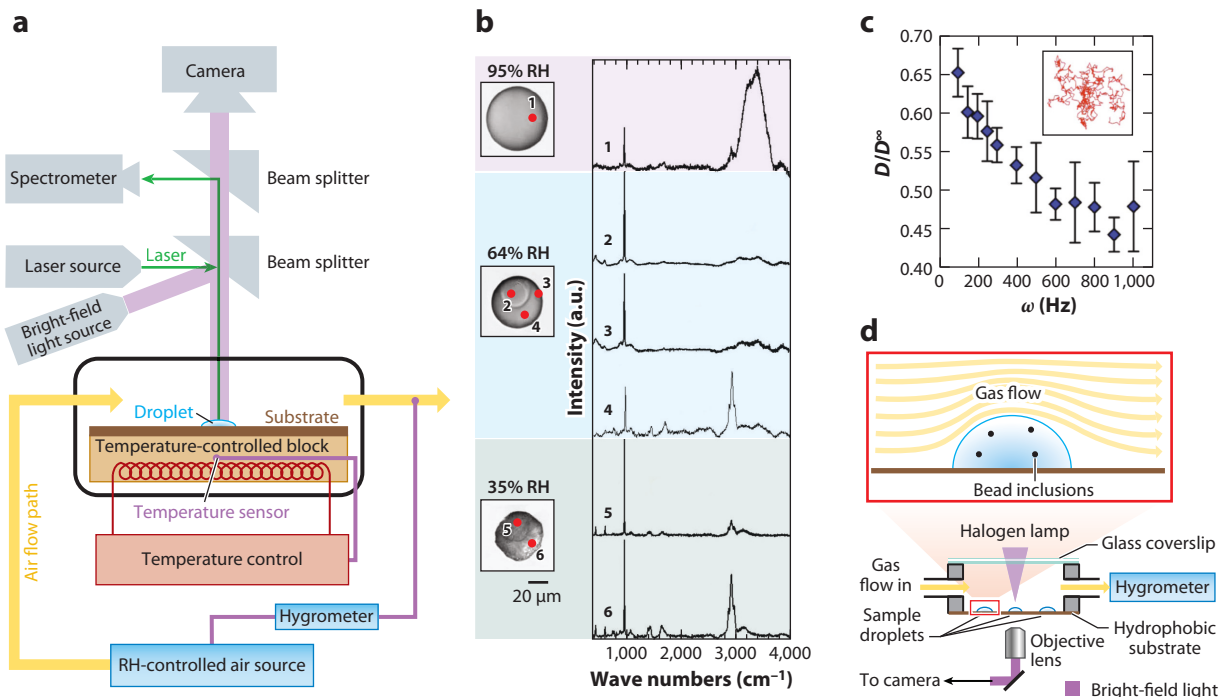 a
Camera
Spectrometer
Beam splitter
Laser
Laser source
Beam splitter
Bright-field
light source
Droplet
Substrate
Temperature-controlled block
Temperature sensor
Temperature control
Air flow path
Hygrometer
RH-controlled air source
b
95% RH
1
1
64% RH
2
3
4
2
3
4
35% RH
5
6
5
6
20 µm
Intensity (a.u.)
1,000
2,000
3,000
4,000
Wave numbers (cm⁻¹)
c
0.70
0.65
0.60
0.55
0.50
0.45
0.40
D/D∞
0
200
400
600
800
1,000
ω (Hz)
d
Gas flow
Bead inclusions
Halogen lamp
Glass coverslip
Gas
flow in
Hygrometer
Sample
droplets
Objective
lens
Hydrophobic
substrate
To camera
Bright-field light